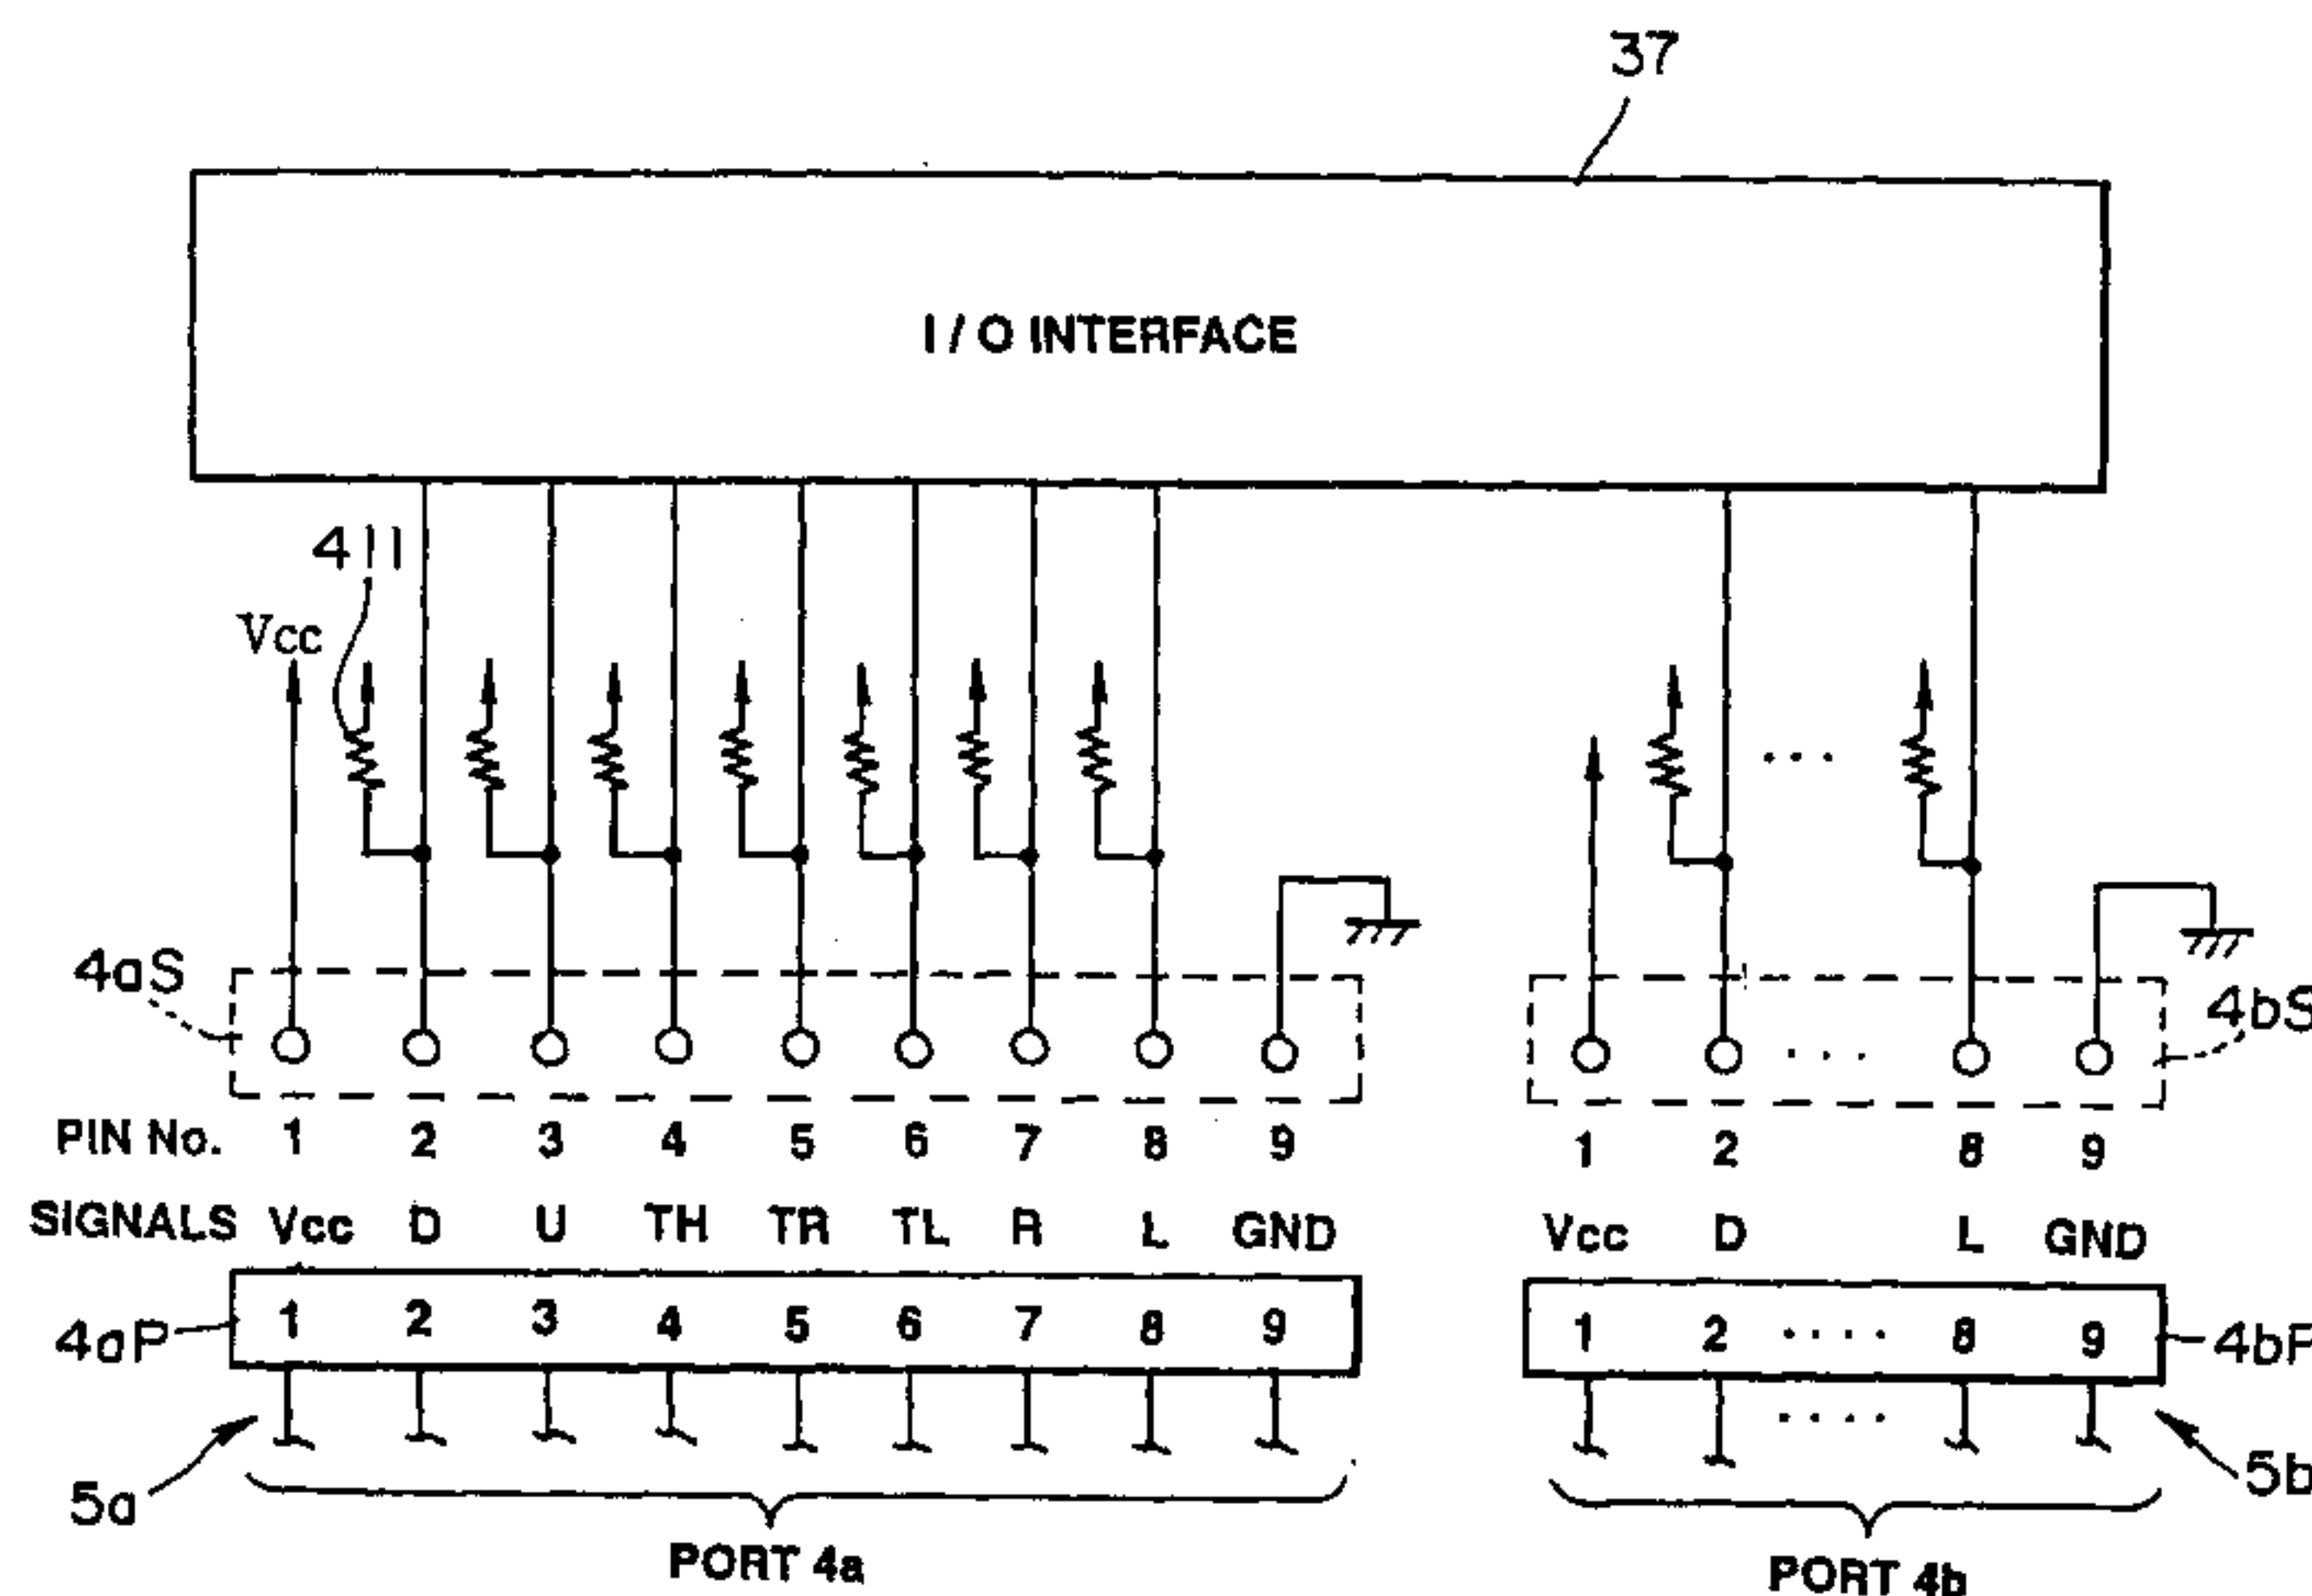 37
I/O INTERFACE
411
Vcc
4aS
4bS
PIN No. 1 2 3 4 5 6 7 8 9 1 2 8 9
SIGNALS Vcc D U TH TR TL R L GND Vcc D L GND
4aP 1 2 3 4 5 6 7 8 9 1 2 .... 8 9 4bP
5a
5b
PORT 4a PORT 4b